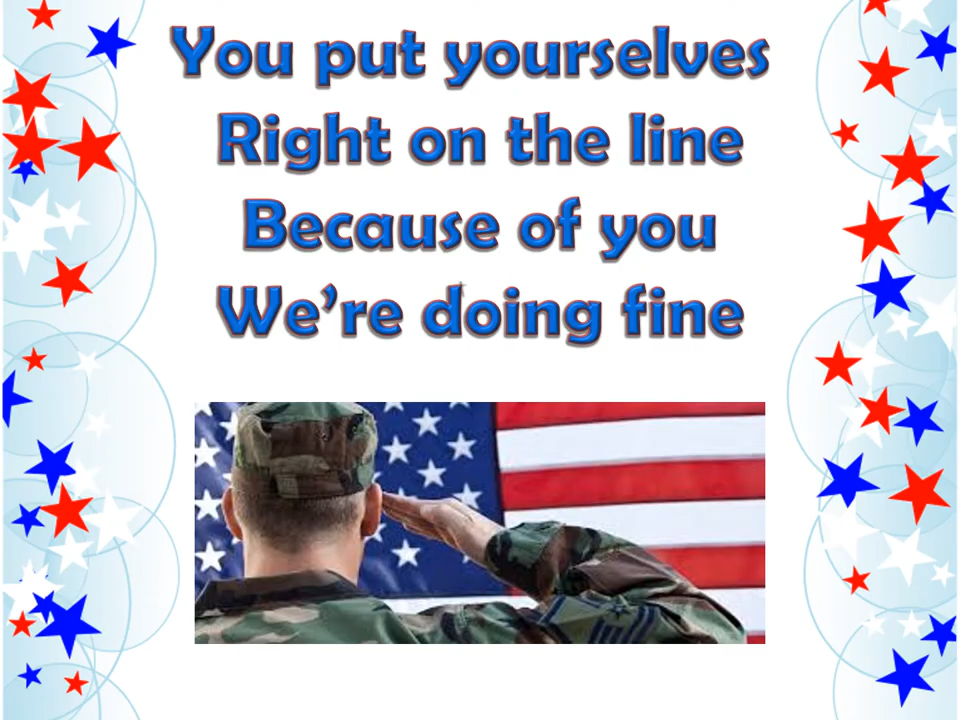 You put yourselves
Right on the line
Because of you
We’re doing fine